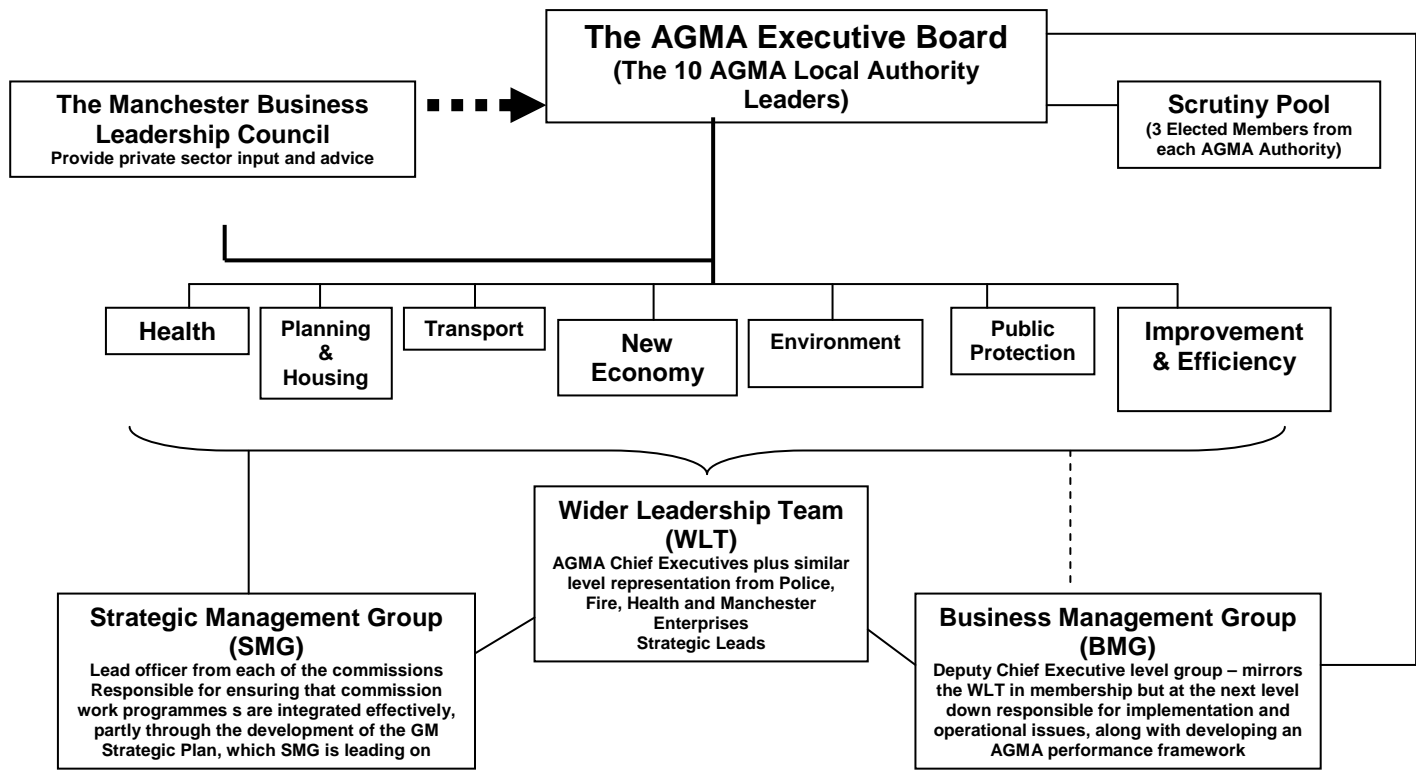 The AGMA Executive Board
(The 10 AGMA Local Authority
Leaders)
The Manchester Business
Leadership Council
Provide private sector input and advice
Scrutiny Pool
(3 Elected Members from
each AGMA Authority)
Health
Planning
&
Housing
Transport
New
Economy
Environment
Public
Protection
Improvement
& Efficiency
Wider Leadership Team
(WLT)
AGMA Chief Executives plus similar
level representation from Police,
Fire, Health and Manchester
Enterprises
Strategic Leads
Strategic Management Group
(SMG)
Lead officer from each of the commissions
Responsible for ensuring that commission
work programmes s are integrated effectively,
partly through the development of the GM
Strategic Plan, which SMG is leading on
Business Management Group
(BMG)
Deputy Chief Executive level group – mirrors
the WLT in membership but at the next level
down responsible for implementation and
operational issues, along with developing an
AGMA performance framework